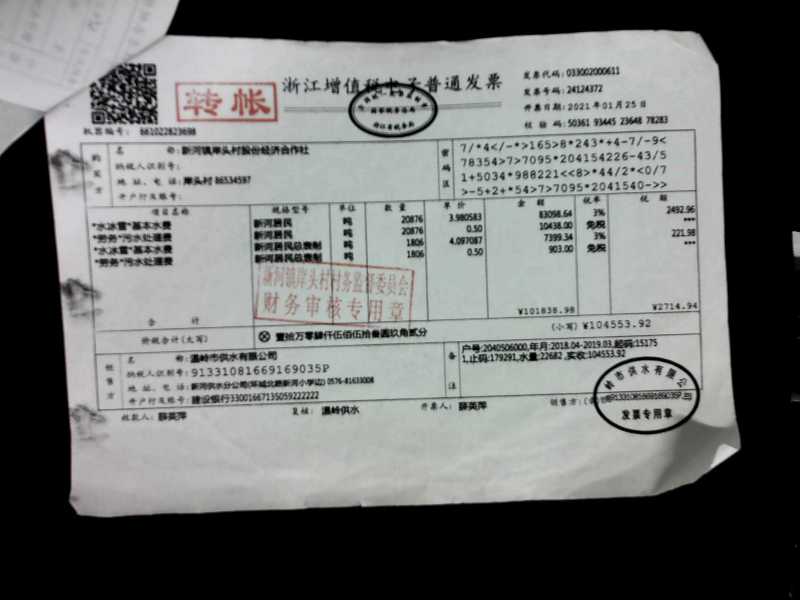 浙江增值税电子普通发票
转帐
发票代码: 033002000611
发票号码: 24124372
开票日期: 2021年01月25日
校 验 码: 50361 93445 23648 78283
机器编号: 661022823698
购买方
名 称: 新河镇岸头村股份经济合作社
纳税人识别号:
地 址、电 话: 岸头村 86534597
开户行及账号:
密码区
7/*4</-*>165>8*243*+4-7/-9<
78354>7>7095*204154226-43/5
1+5034*988221<<8>*44/2*<0/7
>-5+2+*54>7>7095*2041540->>
项目名称 规格型号 单位 数 量 单 价 金 额 税率 税 额
*水冰雪*基本水费 新河居民 吨 20876 3.980583 83098.64 3% 2492.96
*劳务*污水处理费 新河居民 吨 20876 0.50 10438.00 免税 ***
*水冰雪*基本水费 新河居民总表制 吨 1806 4.097087 7399.34 3% 221.98
*劳务*污水处理费 新河居民总表制 吨 1806 0.50 903.00 免税 ***
新河镇岸头村村务监督委员会
财务审核专用章
合 计 ¥101838.98 ¥2714.94
价税合计(大写) ⊗ 壹拾万零肆仟伍佰伍拾叁圆玖角贰分 (小写) ¥104553.92
销售方
名 称: 温岭市供水有限公司
纳税人识别号: 91331081669169035P
地 址、电 话: 新河供水分公司(环城北路新河小学边) 0576-81633008
开户行及账号: 建设银行33001667135059222222
备注
户号:2040506000,年月:2018.04-2019.03,起码:15175
1,止码:179291,水量:22682 ,实收:104553.92
收款人: 薛英萍 复核: 温岭供水 开票人: 薛英萍 销售方: (章)
岭市供水有限公司
91331081669169035P
发票专用章